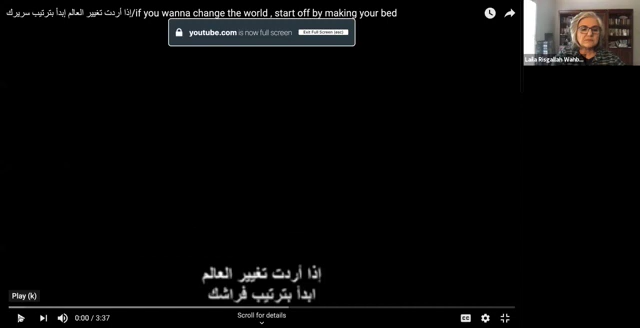 إذا أردت تغيير العالم إبدأ بترتيب سريرك/if you wanna change the world , start off by making your bed
youtube.com is now full screen
Exit Full Screen (esc)
Laila Risgallah Wahb...
إذا أردت تغيير العالم
ابدأ بترتيب فراشك
Play (k)
0:00 / 3:37
Scroll for details
CC